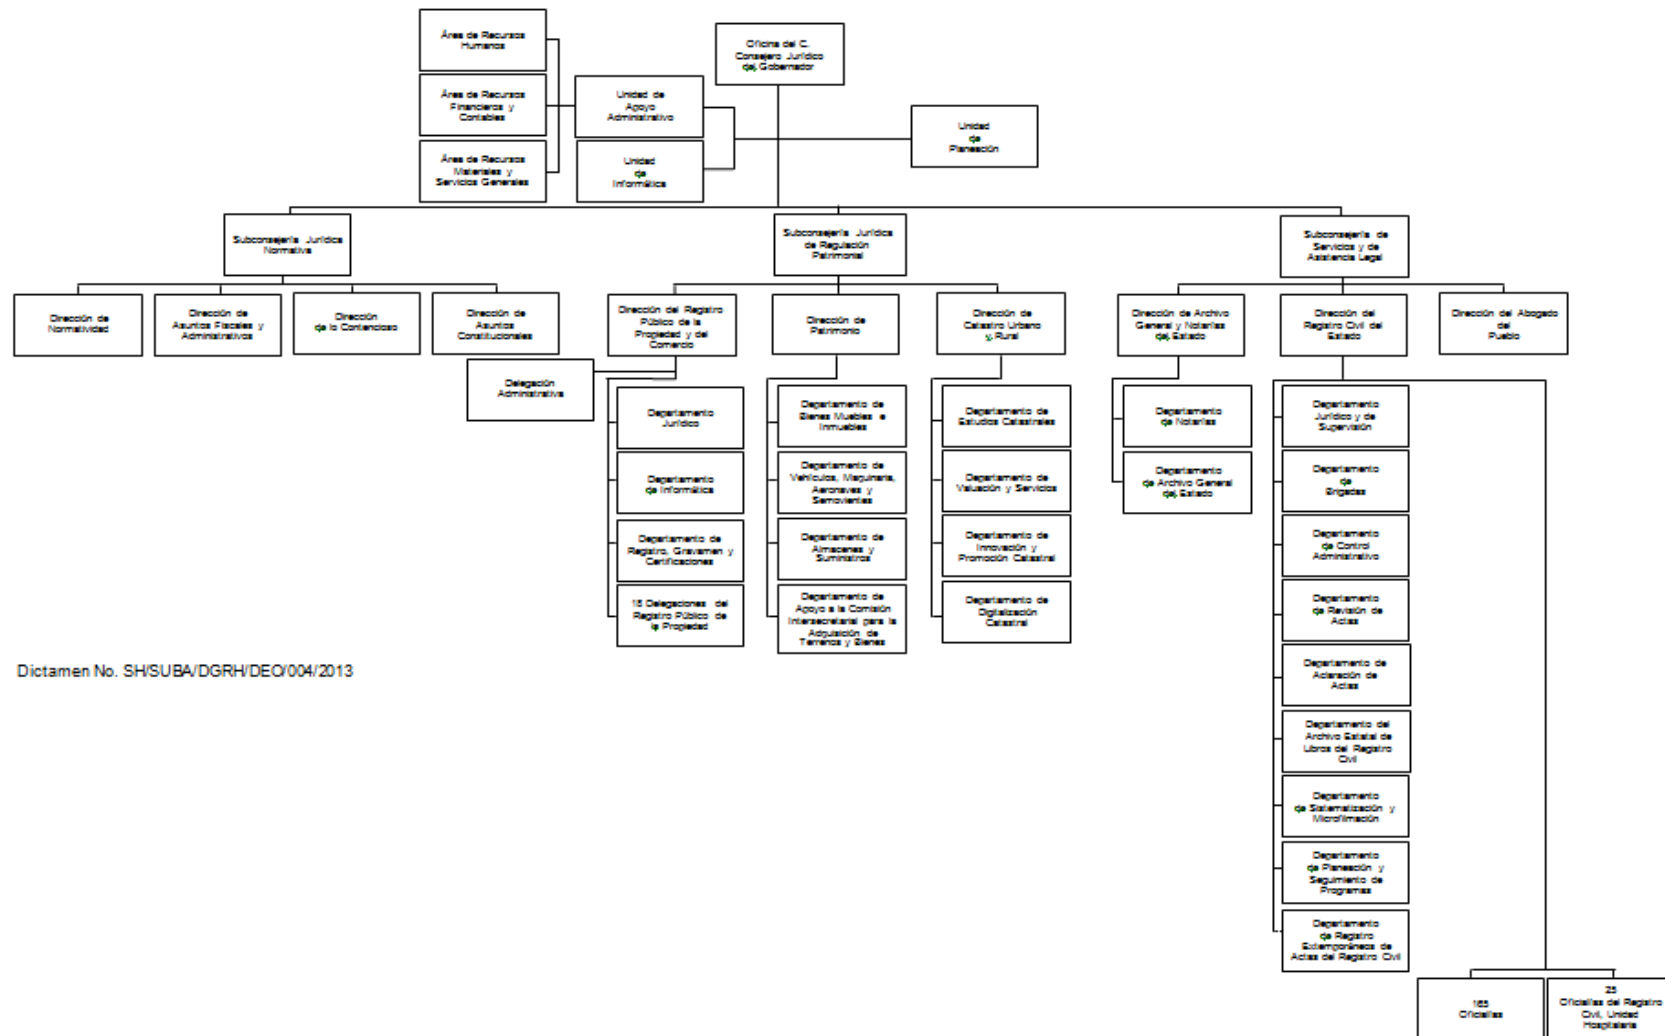 Área de Recursos
Humanos
Oficina del C.
Consejero Jurídico
del Gobernador
Área de Recursos
Financieros y
Contables
Unidad de
Apoyo
Administrativo
Unidad
de
Planeación
Área de Recursos
Materiales y
Servicios Generales
Unidad
de
Informática
Subconsejería Jurídica
Normativa
Subconsejería Jurídica
de Regulación
Patrimonial
Subconsejería de
Servicios y de
Asistencia Legal
Dirección de
Normatividad
Dirección de
Asuntos Fiscales y
Administrativos
Dirección
de lo Contencioso
Dirección de
Asuntos
Constitucionales
Dirección del Registro
Público de la
Propiedad y del
Comercio
Dirección de
Patrimonio
Dirección de
Catastro Urbano
y Rural
Dirección de Archivo
General y Notarías
del Estado
Dirección del
Registro Civil del
Estado
Dirección del Abogado
del
Pueblo
Delegación
Administrativa
Departamento
Jurídico
Departamento
de Informática
Departamento de
Registro, Gravamen y
Certificaciones
18 Delegaciones del
Registro Público de
la Propiedad
Departamento de
Bienes Muebles e
Inmuebles
Departamento de
Vehículos, Maquinaria,
Aeronaves y
Semovientes
Departamento de
Almacenes y
Suministros
Departamento de
Apoyo a la Comisión
Intersecretarial para la
Adquisición de
Terrenos y Bienes
Departamento de
Estudios Catastrales
Departamento de
Valuación y Servicios
Departamento de
Innovación y
Promoción Catastral
Departamento de
Digitalización
Catastral
Departamento
de Notarías
Departamento
de Archivo General
del Estado
Departamento
Jurídico y de
Supervisión
Departamento
de
Brigadas
Departamento
de Control
Administrativo
Departamento
de Revisión de
Actas
Departamento de
Aclaración de
Actas
Departamento del
Archivo Estatal de
Libros del Registro
Civil
Departamento
de Sistematización y
Microfilmación
Departamento
de Planeación y
Seguimiento de
Programas
Departamento
de Registro
Extemporáneos de
Actas del Registro Civil
165
Oficialías
25
Oficialías del Registro
Civil, Unidad
Hospitalaria
Dictamen No. SH/SUBA/DGRH/DEO/004/2013